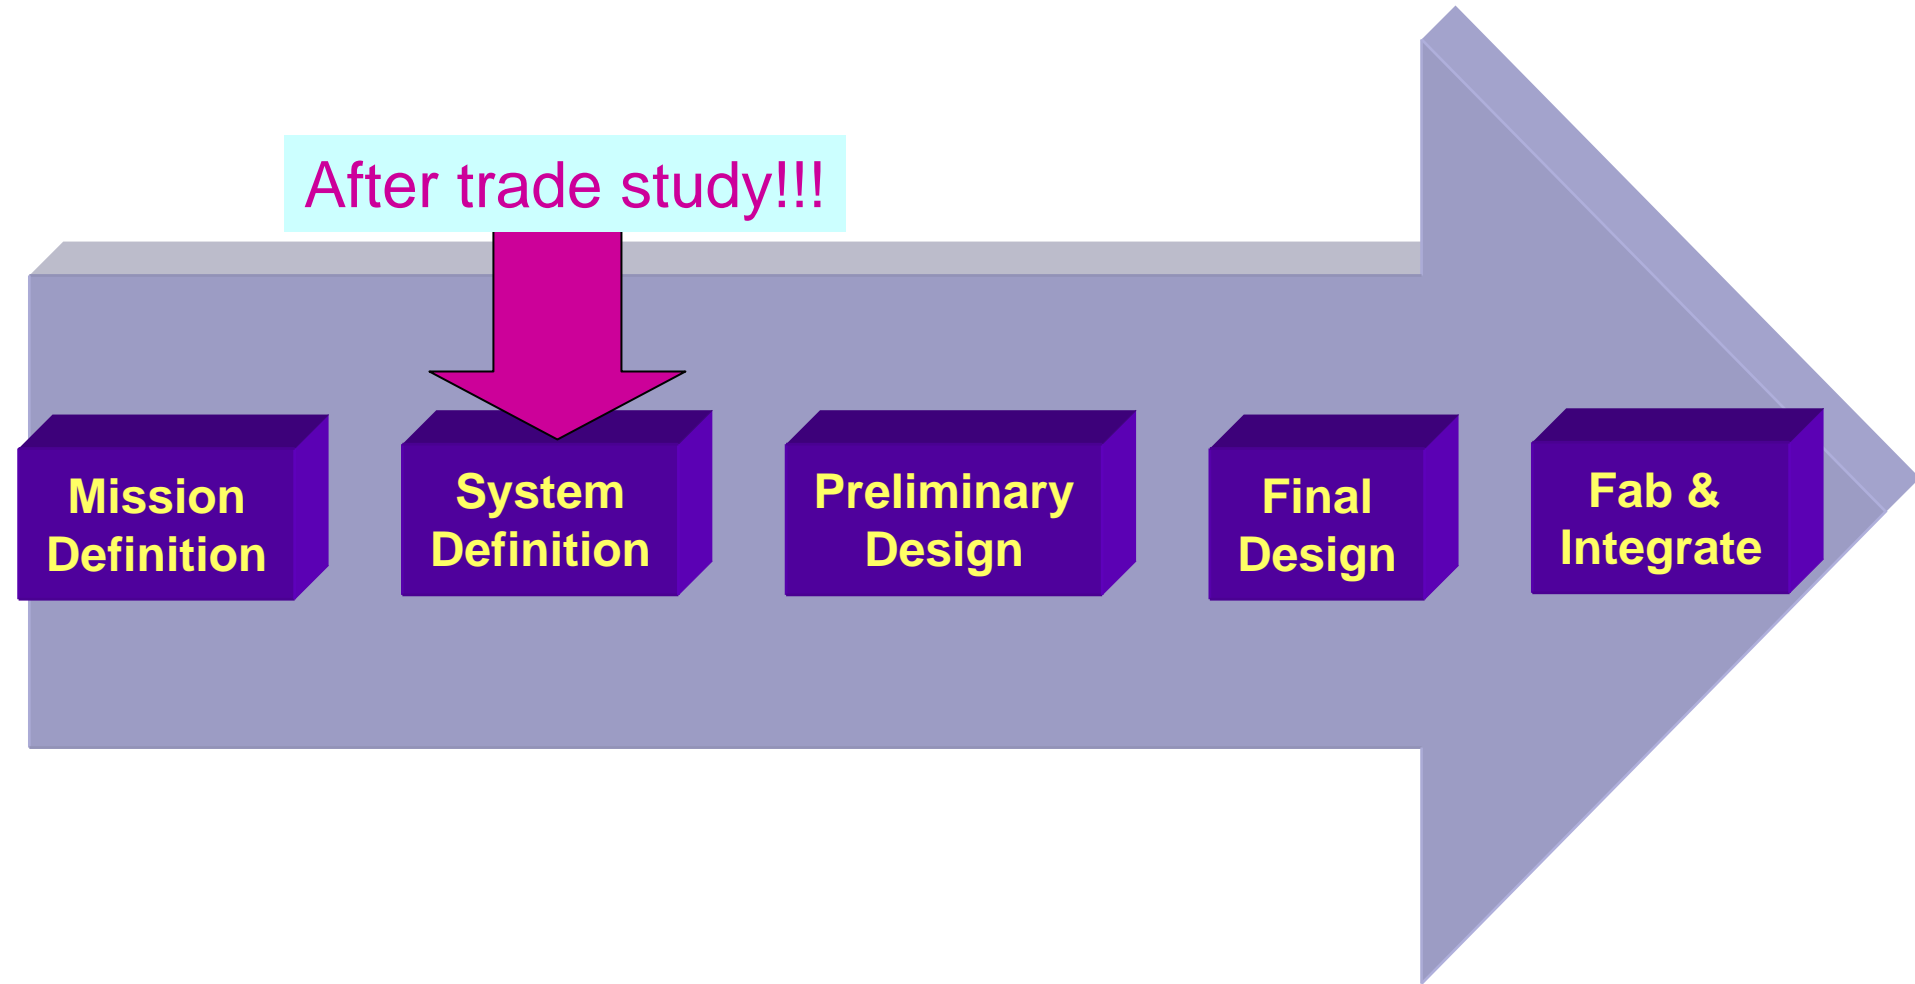 After trade study!!!
Mission
Definition
System
Definition
Preliminary
Design
Final
Design
Fab &
Integrate